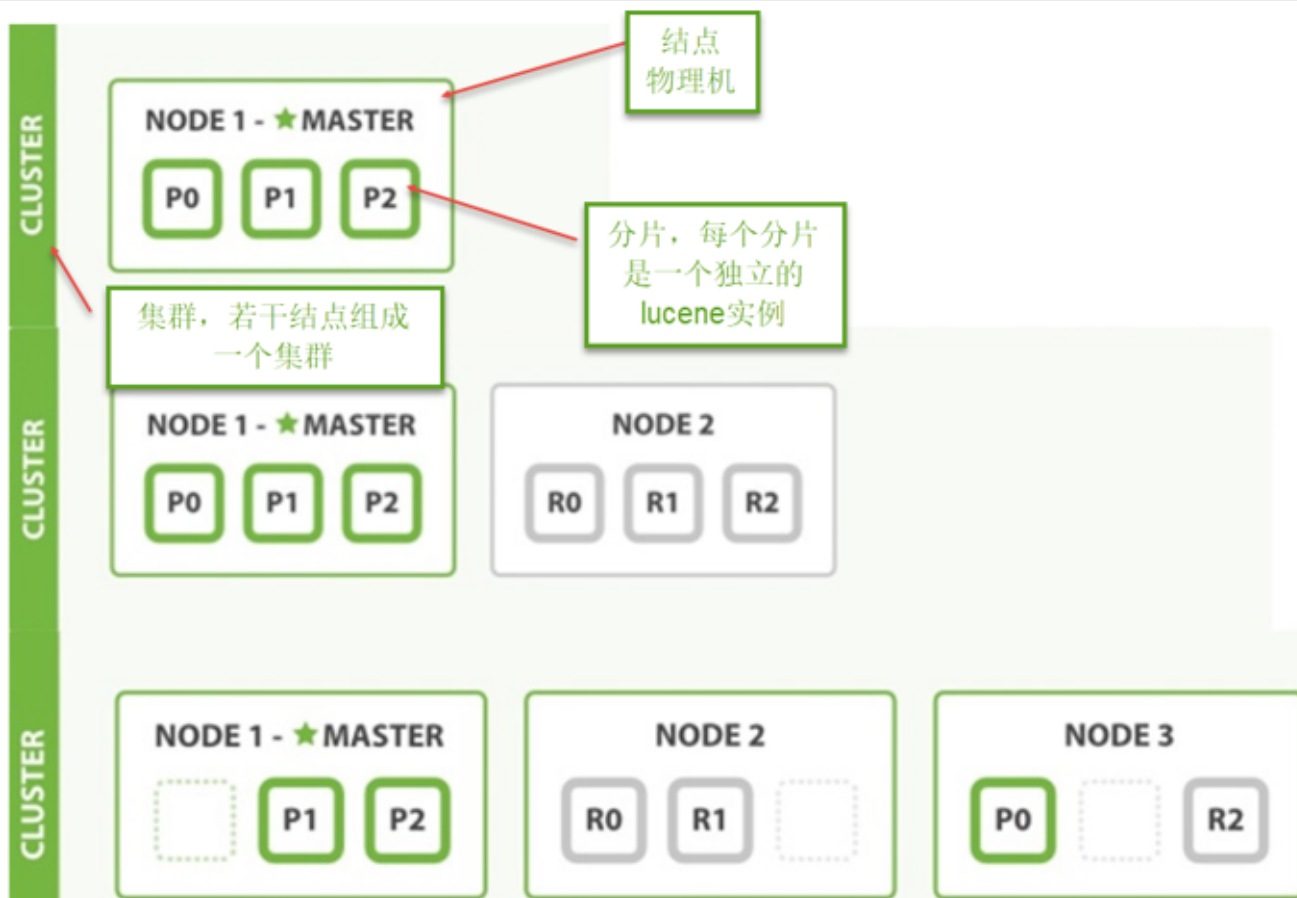 CLUSTER
结点
物理机
NODE 1 - ★ MASTER
P0 P1 P2
分片，每个分片
是一个独立的
lucene实例
集群，若干结点组成
一个集群
CLUSTER
NODE 1 - ★ MASTER
P0 P1 P2
NODE 2
R0 R1 R2
CLUSTER
NODE 1 - ★ MASTER
P1 P2
NODE 2
R0 R1
NODE 3
P0 R2